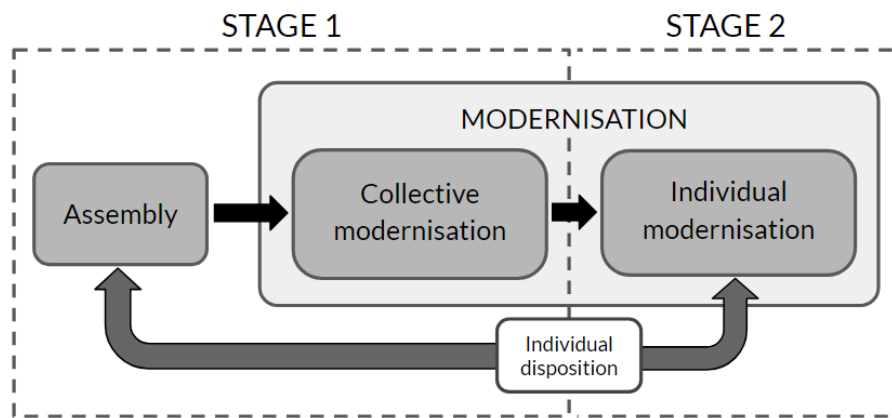 STAGE 1
STAGE 2
MODERNISATION
Assembly
Collective
modernisation
Individual
modernisation
Individual
disposition